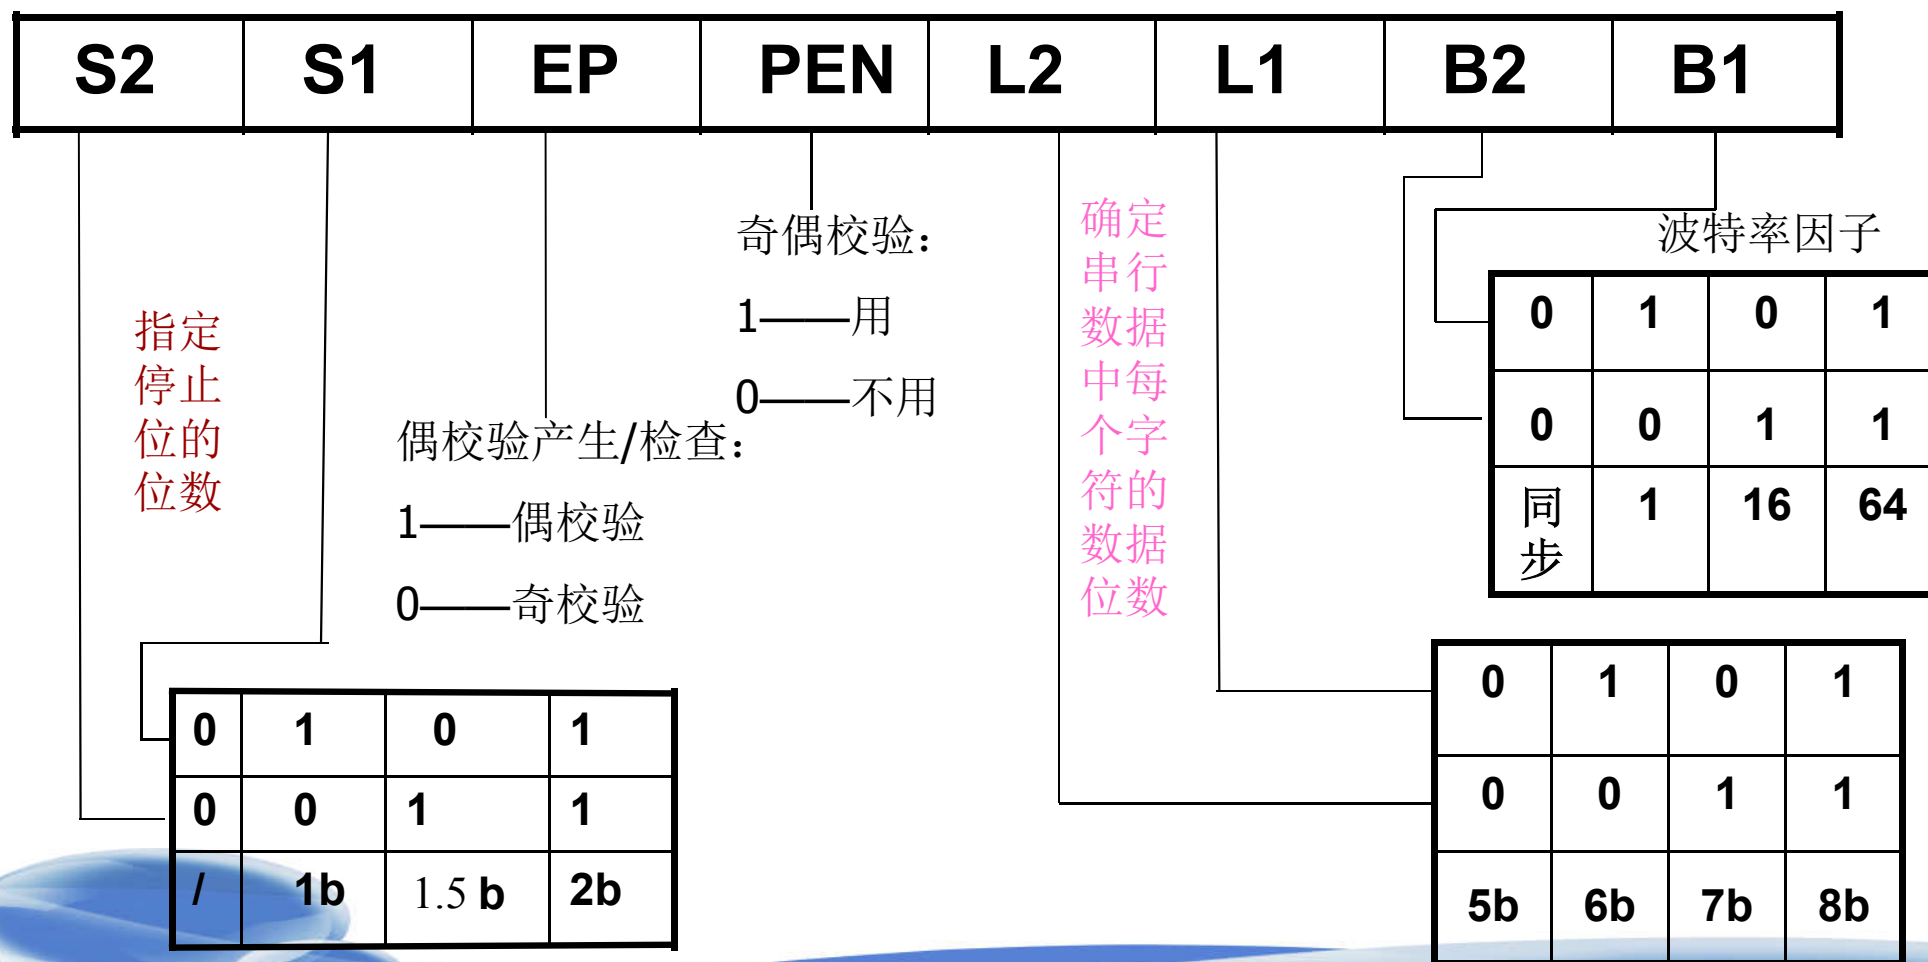 S2 S1 EP PEN L2 L1 B2 B1
指定
停止
位的
位数
偶校验产生/检查：
1——偶校验
0——奇校验
奇偶校验：
1——用
0——不用
确定
串行
数据
中每
个字
符的
数据
位数
波特率因子
0 1 0 1
0 0 1 1
同步 1 16 64
0 1 0 1
0 0 1 1
/ 1b 1.5 b 2b
0 1 0 1
0 0 1 1
5b 6b 7b 8b